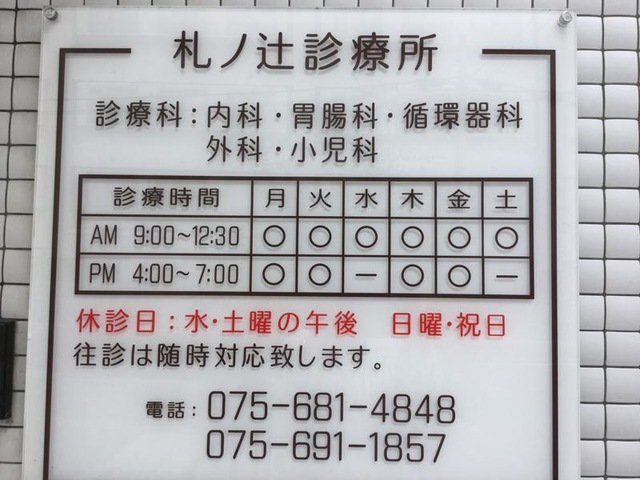 札ノ辻診療所
診療科：内科・胃腸科・循環器科
外科・小児科
診療時間 月 火 水 木 金 土
AM 9:00～12:30 ○ ○ ○ ○ ○ ○
PM 4:00～7:00 ○ ○ － ○ ○ －
休診日：水・土曜の午後 日曜・祝日
往診は随時対応致します。
電話：075-681-4848
075-691-1857